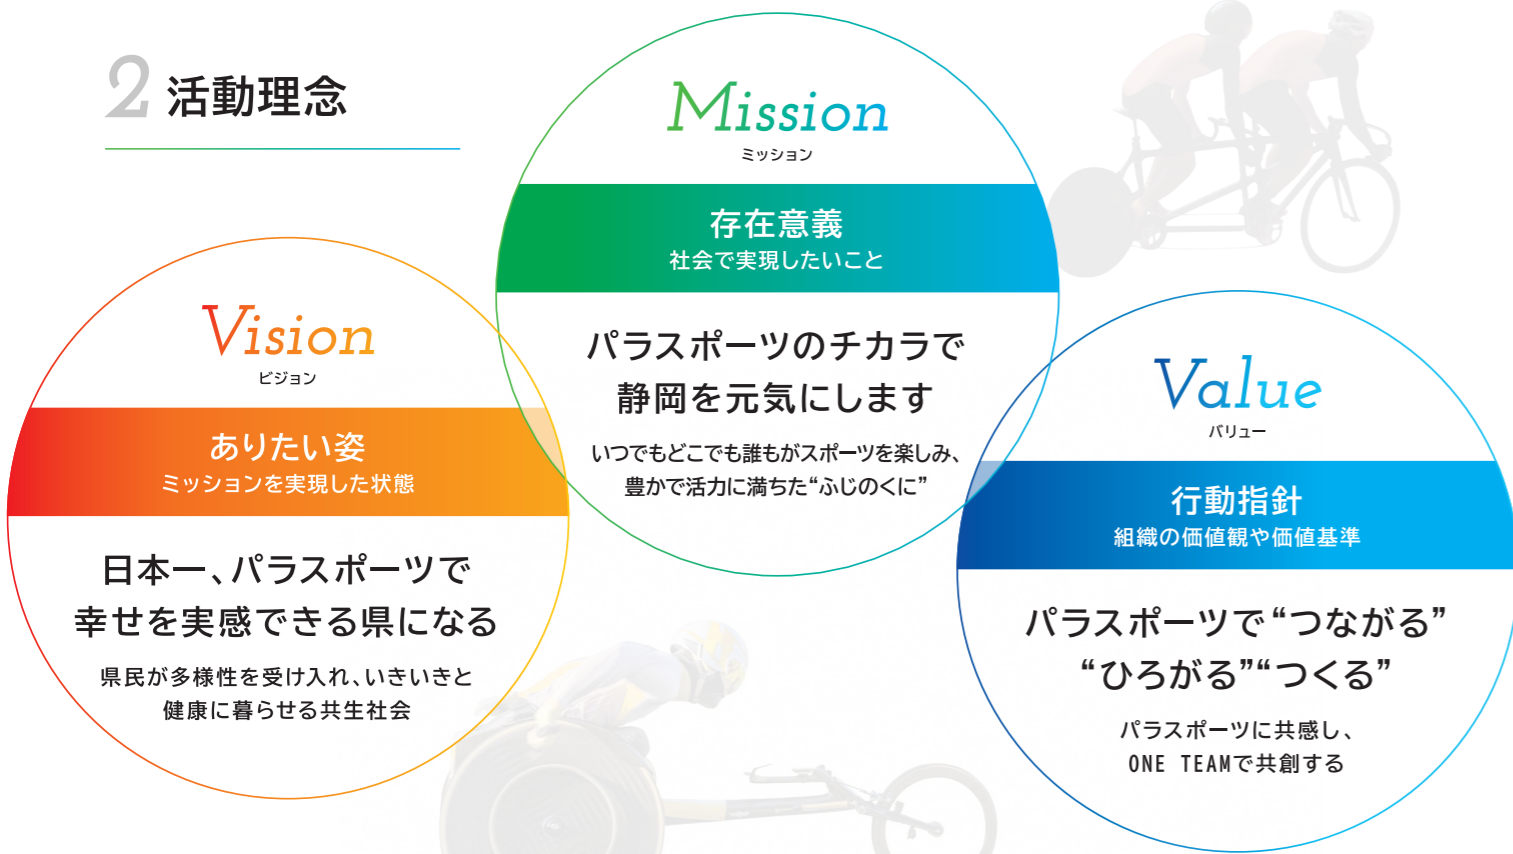 2 活動理念
Mission
ミッション
存在意義
社会で実現したいこと
パラスポーツのチカラで
静岡を元気にします
いつでもどこでも誰もがスポーツを楽しみ、
豊かで活力に満ちた“ふじのくに”
Vision
ビジョン
ありたい姿
ミッションを実現した状態
日本一、パラスポーツで
幸せを実感できる県になる
県民が多様性を受け入れ、いきいきと
健康に暮らせる共生社会
Value
バリュー
行動指針
組織の価値観や価値基準
パラスポーツで“つながる”
“ひろがる”“つくる”
パラスポーツに共感し、
ONE TEAMで共創する